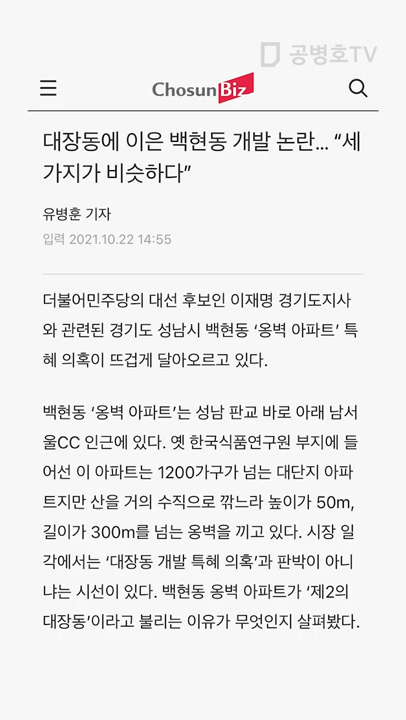 공병호TV
ChosunBiz
대장동에 이은 백현동 개발 논란... “세
가지가 비슷하다”
유병훈 기자
입력 2021.10.22 14:55
더불어민주당의 대선 후보인 이재명 경기도지사
와 관련된 경기도 성남시 백현동 ‘옹벽 아파트’ 특
혜 의혹이 뜨겁게 달아오르고 있다.
백현동 ‘옹벽 아파트’는 성남 판교 바로 아래 남서
울CC 인근에 있다. 옛 한국식품연구원 부지에 들
어선 이 아파트는 1200가구가 넘는 대단지 아파
트지만 산을 거의 수직으로 깎느라 높이가 50m,
길이가 300m를 넘는 옹벽을 끼고 있다. 시장 일
각에서는 ‘대장동 개발 특혜 의혹’과 판박이 아니
냐는 시선이 있다. 백현동 옹벽 아파트가 ‘제2의
대장동’이라고 불리는 이유가 무엇인지 살펴봤다.